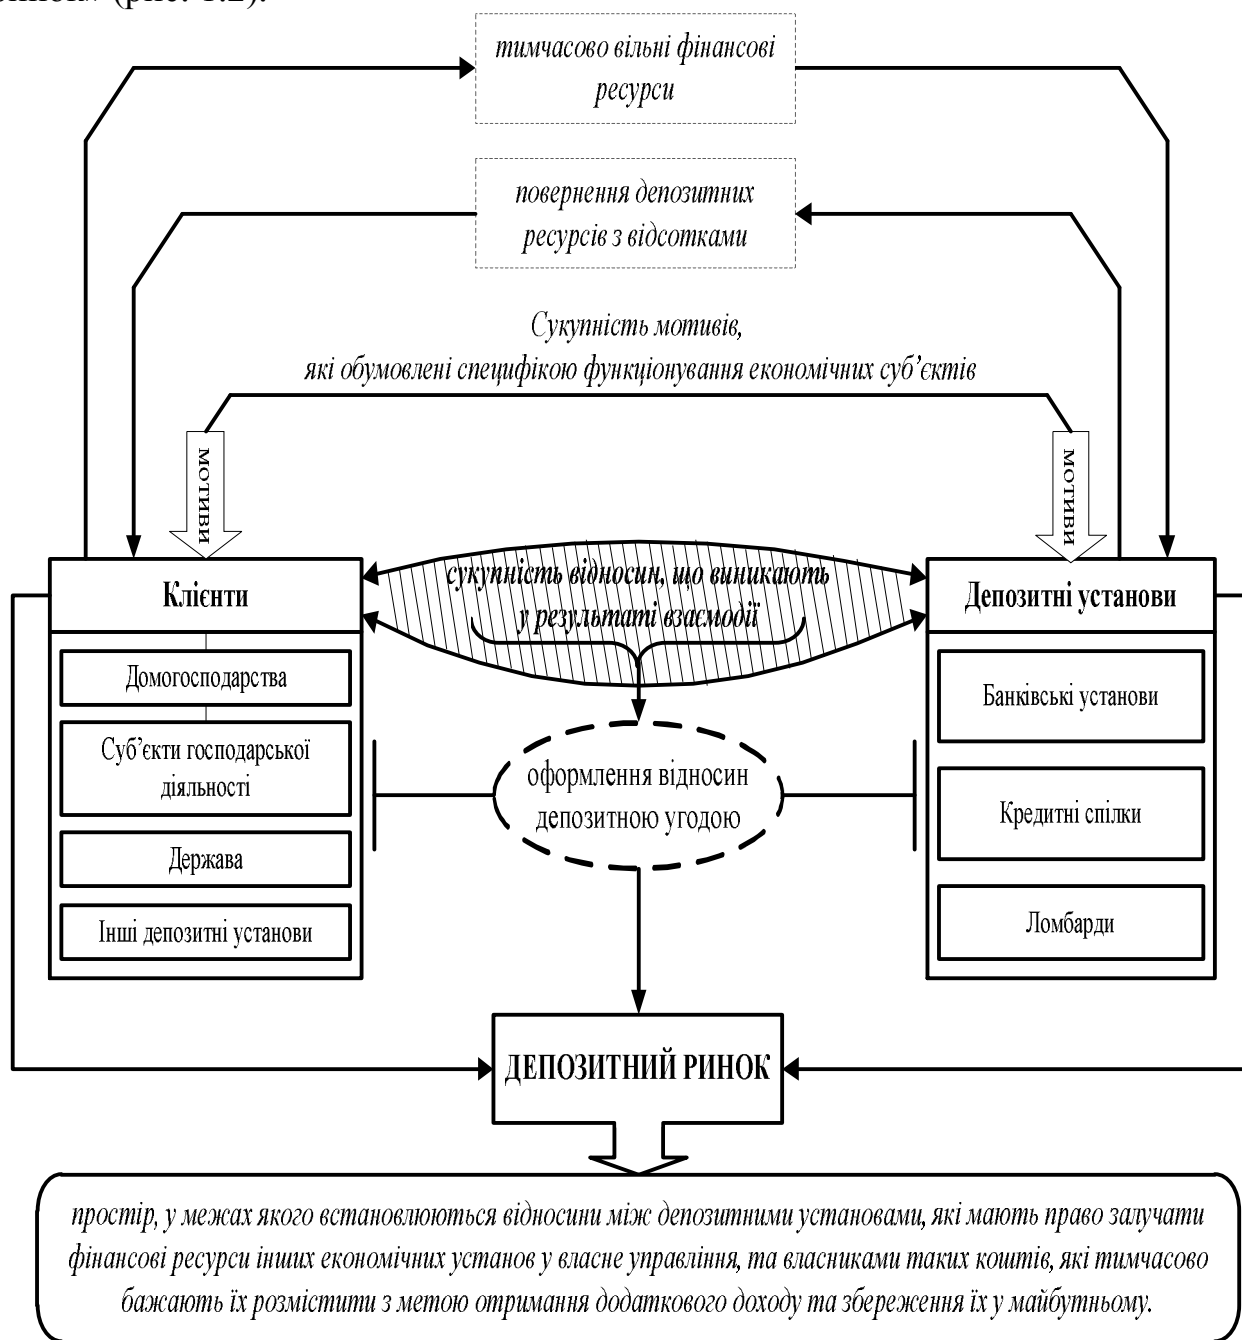 (рис. 1.2).
тимчасово вільні фінансові
ресурси
повернення депозитних
ресурсів з відсотками
Сукупність мотивів,
які обумовлені специфікою функціонування економічних суб’єктів
мотиви
мотиви
сукупність відносин, що виникають
у результаті взаємодії
Клієнти
Домогосподарства
Суб’єкти господарської
діяльності
Держава
Інші депозитні установи
оформлення відносин
депозитною угодою
Депозитні установи
Банківські установи
Кредитні спілки
Ломбарди
ДЕПОЗИТНИЙ РИНОК
простір, у межах якого встановлюються відносини між депозитними установами, які мають право залучати
фінансові ресурси інших економічних установ у власне управління, та власниками таких коштів, які тимчасово
бажають їх розмістити з метою отримання додаткового доходу та збереження їх у майбутньому.